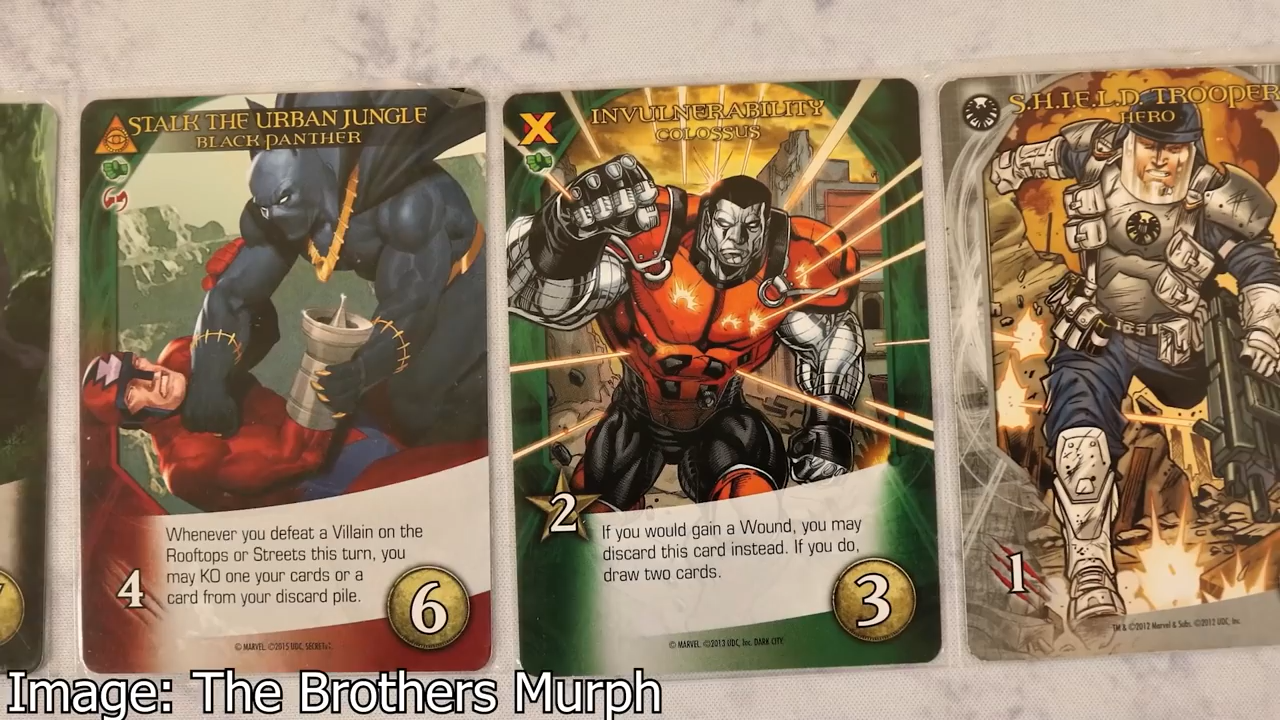 STALK THE URBAN JUNGLE
BLACK PANTHER
Whenever you defeat a Villain on the
Rooftops or Streets this turn, you
may KO one your cards or a
card from your discard pile.
4
6
© MARVEL, ©2015 UDC,
X
INVULNERABILITY
COLOSSUS
2
If you would gain a Wound, you may
discard this card instead. If you do,
draw two cards.
3
© MARVEL, ©2013 UDC, Inc. DARK CITY
S.H.I.E.L.D. TROOPER
HERO
1
TM & ©2012 Marvel & Subs. ©2012 UDC, Inc.
Image: The Brothers Murph